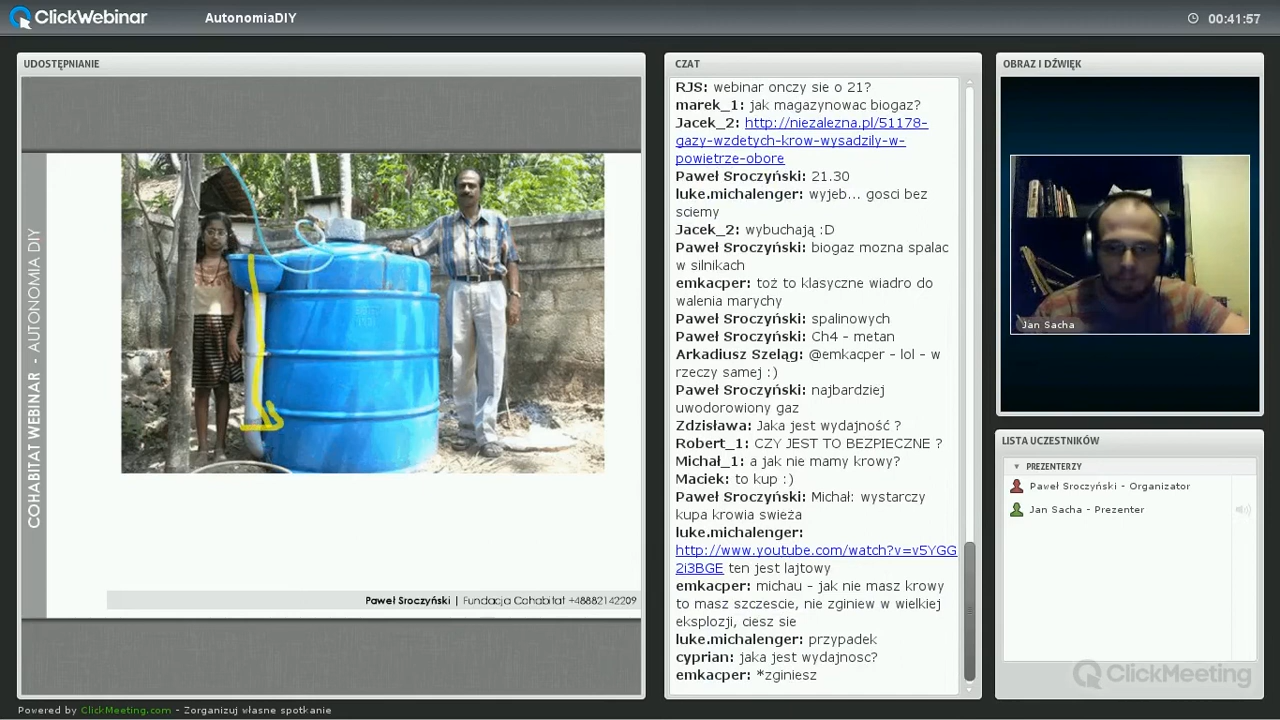 ClickWebinar
AutonomiaDIY
00:41:57
UDOSTĘPNIANIE
COHABITAT WEBINAR - AUTONOMIA DIY
Paweł Sroczyński | Fundacja Cohabitat +48882142209
CZAT
RJS: webinar onczy sie o 21?
marek_1: jak magazynowac biogaz?
Jacek_2: http://niezalezna.pl/51178-
gazy-wzdetych-krow-wysadzily-w-
powietrze-obore
Paweł Sroczyński: 21.30
luke.michalenger: wyjeb... gosci bez
sciemy
Jacek_2: wybuchają :D
Paweł Sroczyński: biogaz mozna spalac
w silnikach
emkacper: toż to klasyczne wiadro do
walenia marychy
Paweł Sroczyński: spalinowych
Paweł Sroczyński: Ch4 - metan
Arkadiusz Szeląg: @emkacper - lol - w
rzeczy samej :)
Paweł Sroczyński: najbardziej
uwodorowiony gaz
Zdzisława: Jaka jest wydajność ?
Robert_1: CZY JEST TO BEZPIECZNE ?
Michał_1: a jak nie mamy krowy?
Maciek: to kup :)
Paweł Sroczyński: Michał: wystarczy
kupa krowia swieża
luke.michalenger:
http://www.youtube.com/watch?v=v5YGG
2i3BGE ten jest lajtowy
emkacper: michau - jak nie masz krowy
to masz szczescie, nie zginiew w wielkiej
eksplozji, ciesz sie
luke.michalenger: przypadek
cyprian: jaka jest wydajnosc?
emkacper: *zginiesz
OBRAZ I DŹWIĘK
Jan Sacha
LISTA UCZESTNIKÓW
PREZENTERZY
Paweł Sroczyński - Organizator
Jan Sacha - Prezenter
ClickMeeting
Powered by ClickMeeting.com - Zorganizuj własne spotkanie